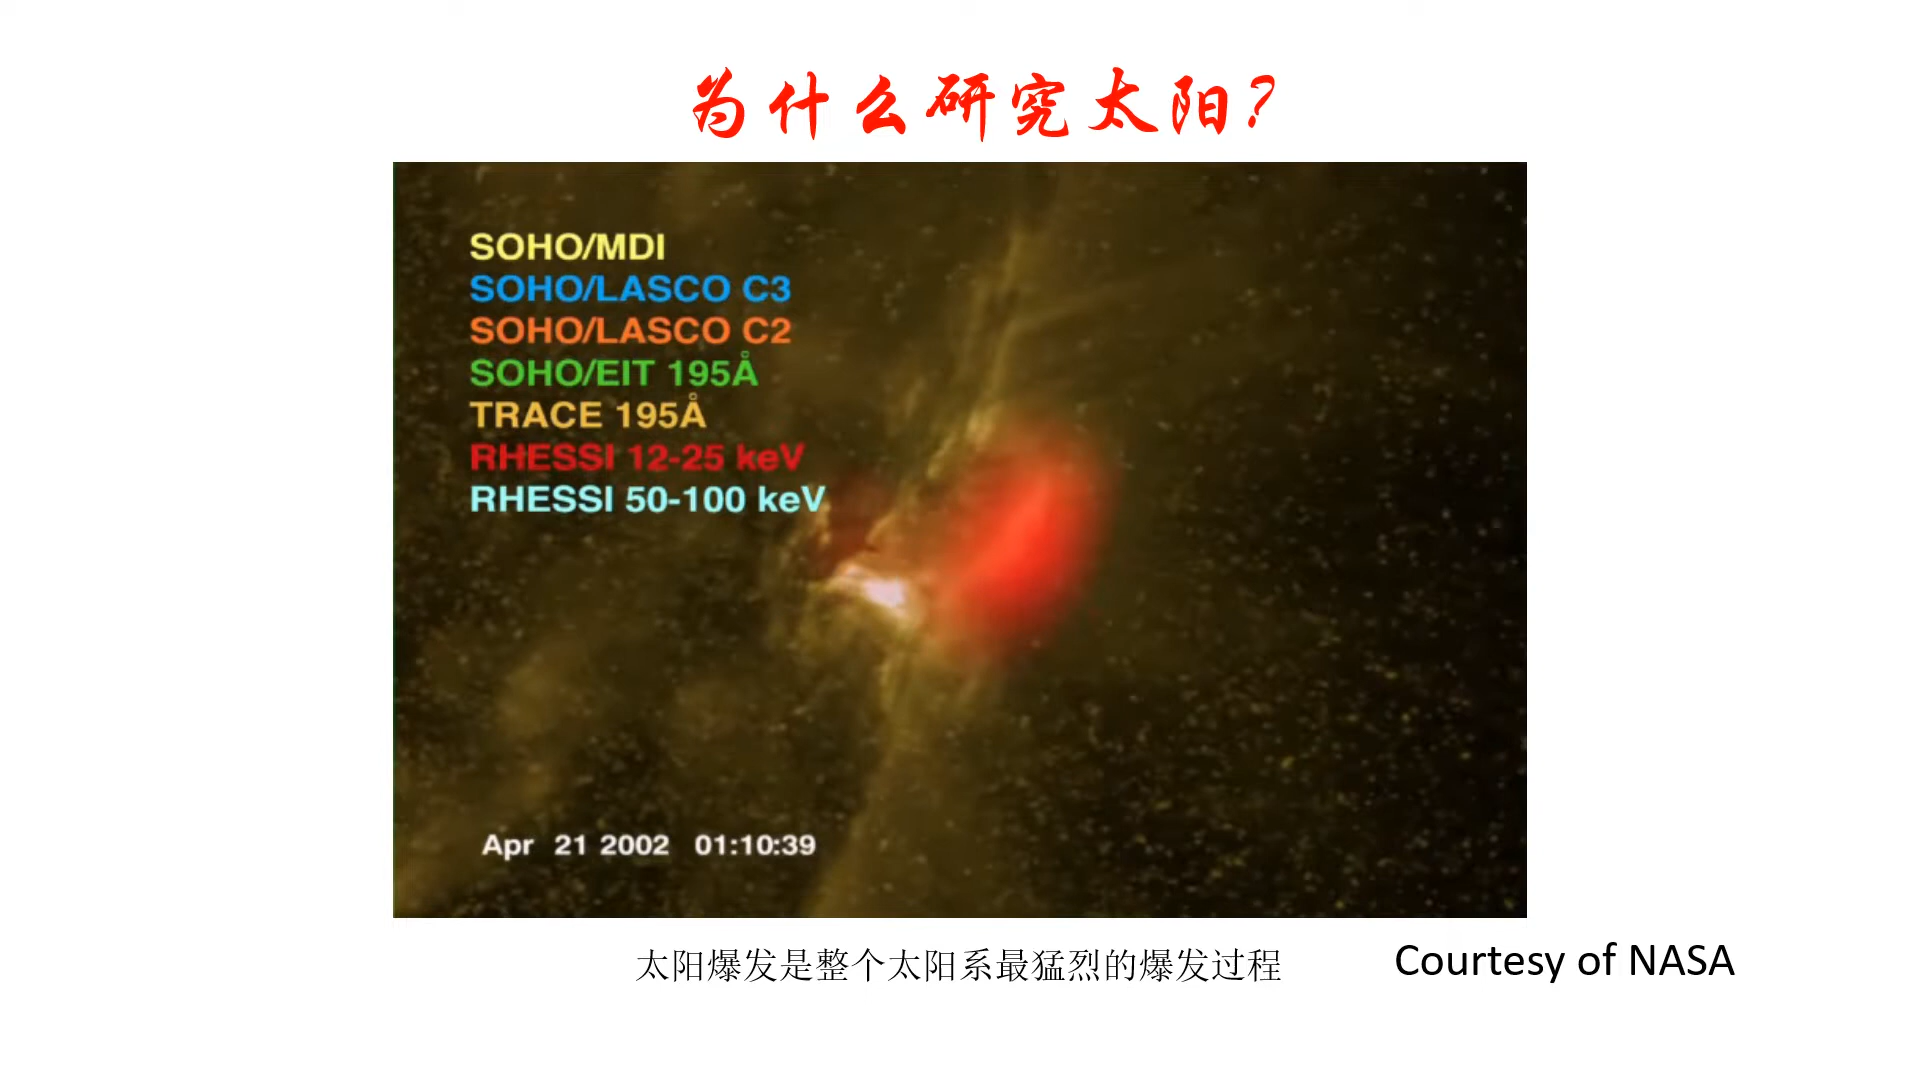 为什么研究太阳?
SOHO/MDI
SOHO/LASCO C3
SOHO/LASCO C2
SOHO/EIT 195Å
TRACE 195Å
RHESSI 12-25 keV
RHESSI 50-100 keV
Apr 21 2002 01:10:39
太阳爆发是整个太阳系最猛烈的爆发过程
Courtesy of NASA